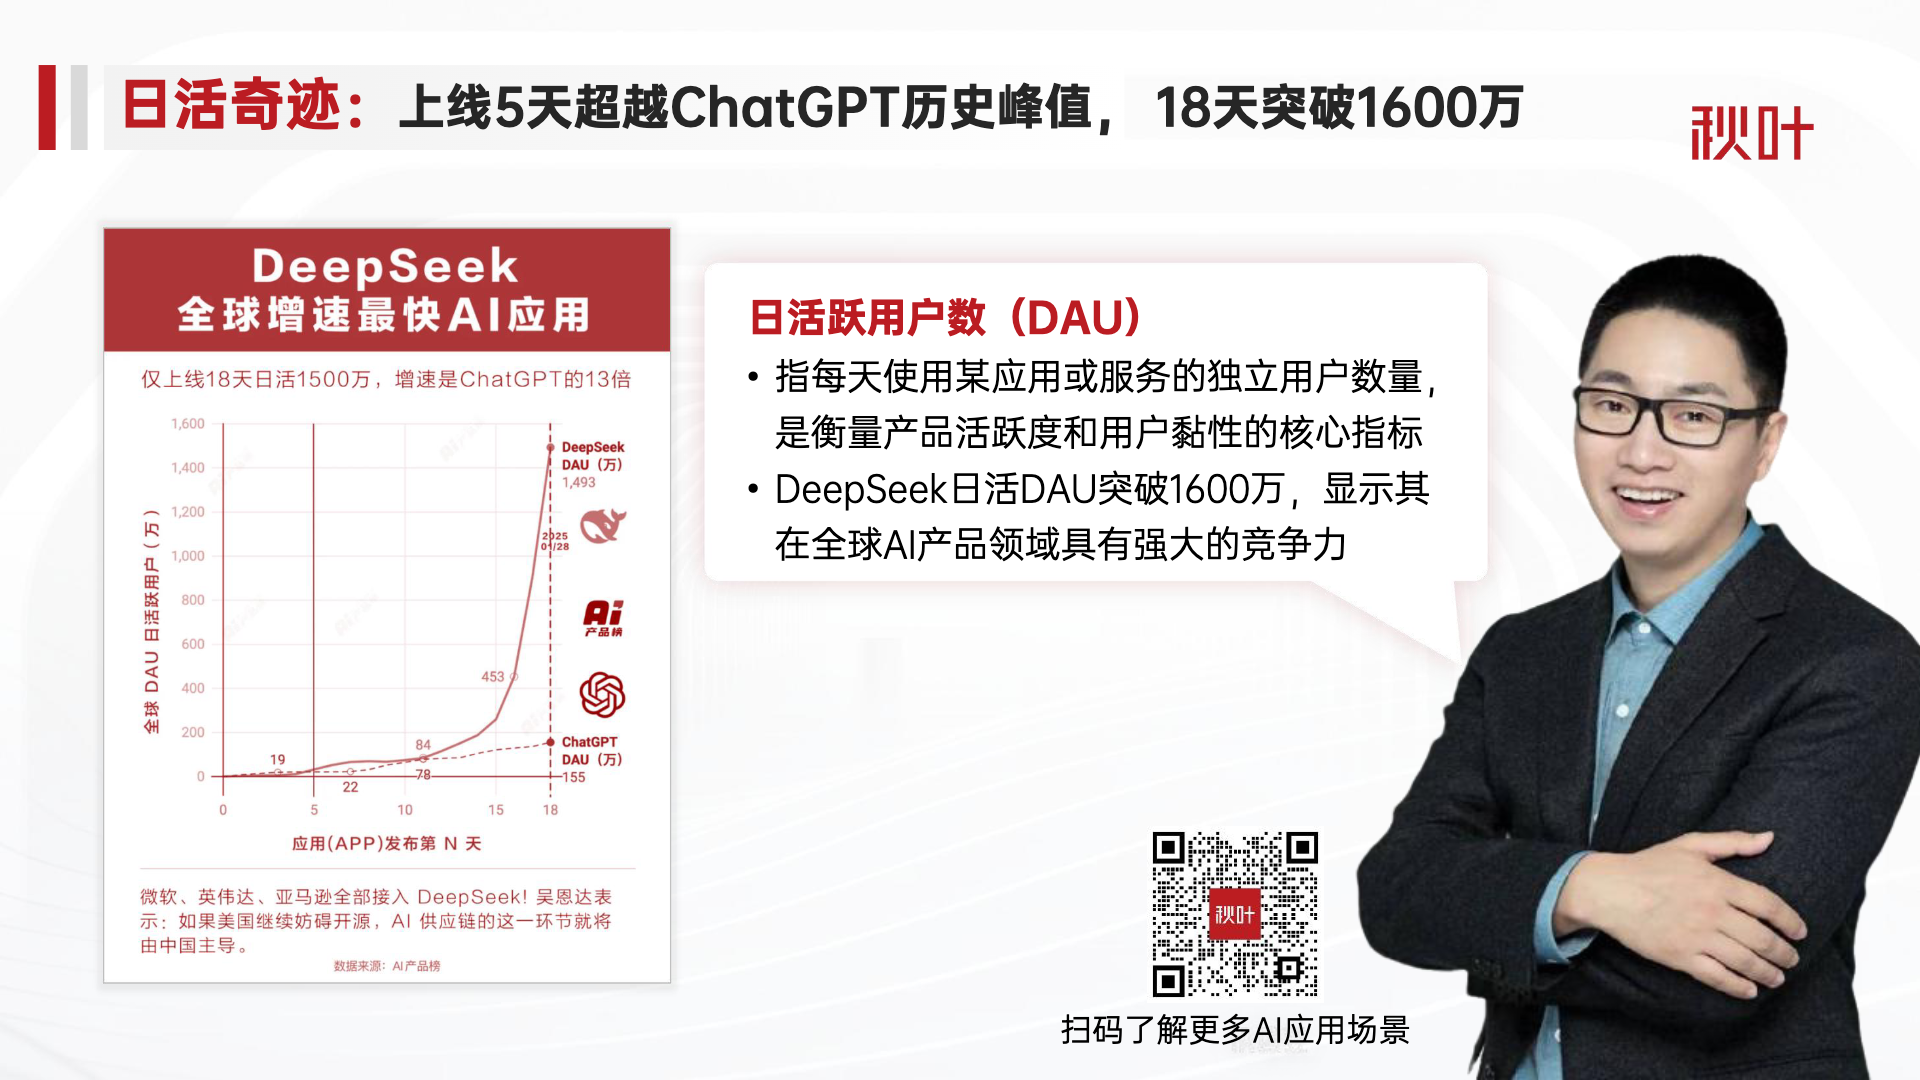 日活奇迹：上线5天超越ChatGPT历史峰值，18天突破1600万
秋叶
DeepSeek
全球增速最快AI应用
仅上线18天日活1500万，增速是ChatGPT的13倍
全球 DAU 日活跃用户（万）
1,600
1,400
1,200
1,000
800
600
400
200
0
DeepSeek
DAU（万）
1,493
2025
01/28
Ai
产品榜
453
84
19
78
22
ChatGPT
DAU（万）
155
0
5
10
15
18
应用(APP)发布第 N 天
微软、英伟达、亚马逊全部接入 DeepSeek! 吴恩达表
示：如果美国继续妨碍开源，AI 供应链的这一环节就将
由中国主导。
数据来源：AI产品榜
日活跃用户数（DAU）
• 指每天使用某应用或服务的独立用户数量，
是衡量产品活跃度和用户黏性的核心指标
• DeepSeek日活DAU突破1600万，显示其
在全球AI产品领域具有强大的竞争力
秋叶
扫码了解更多AI应用场景